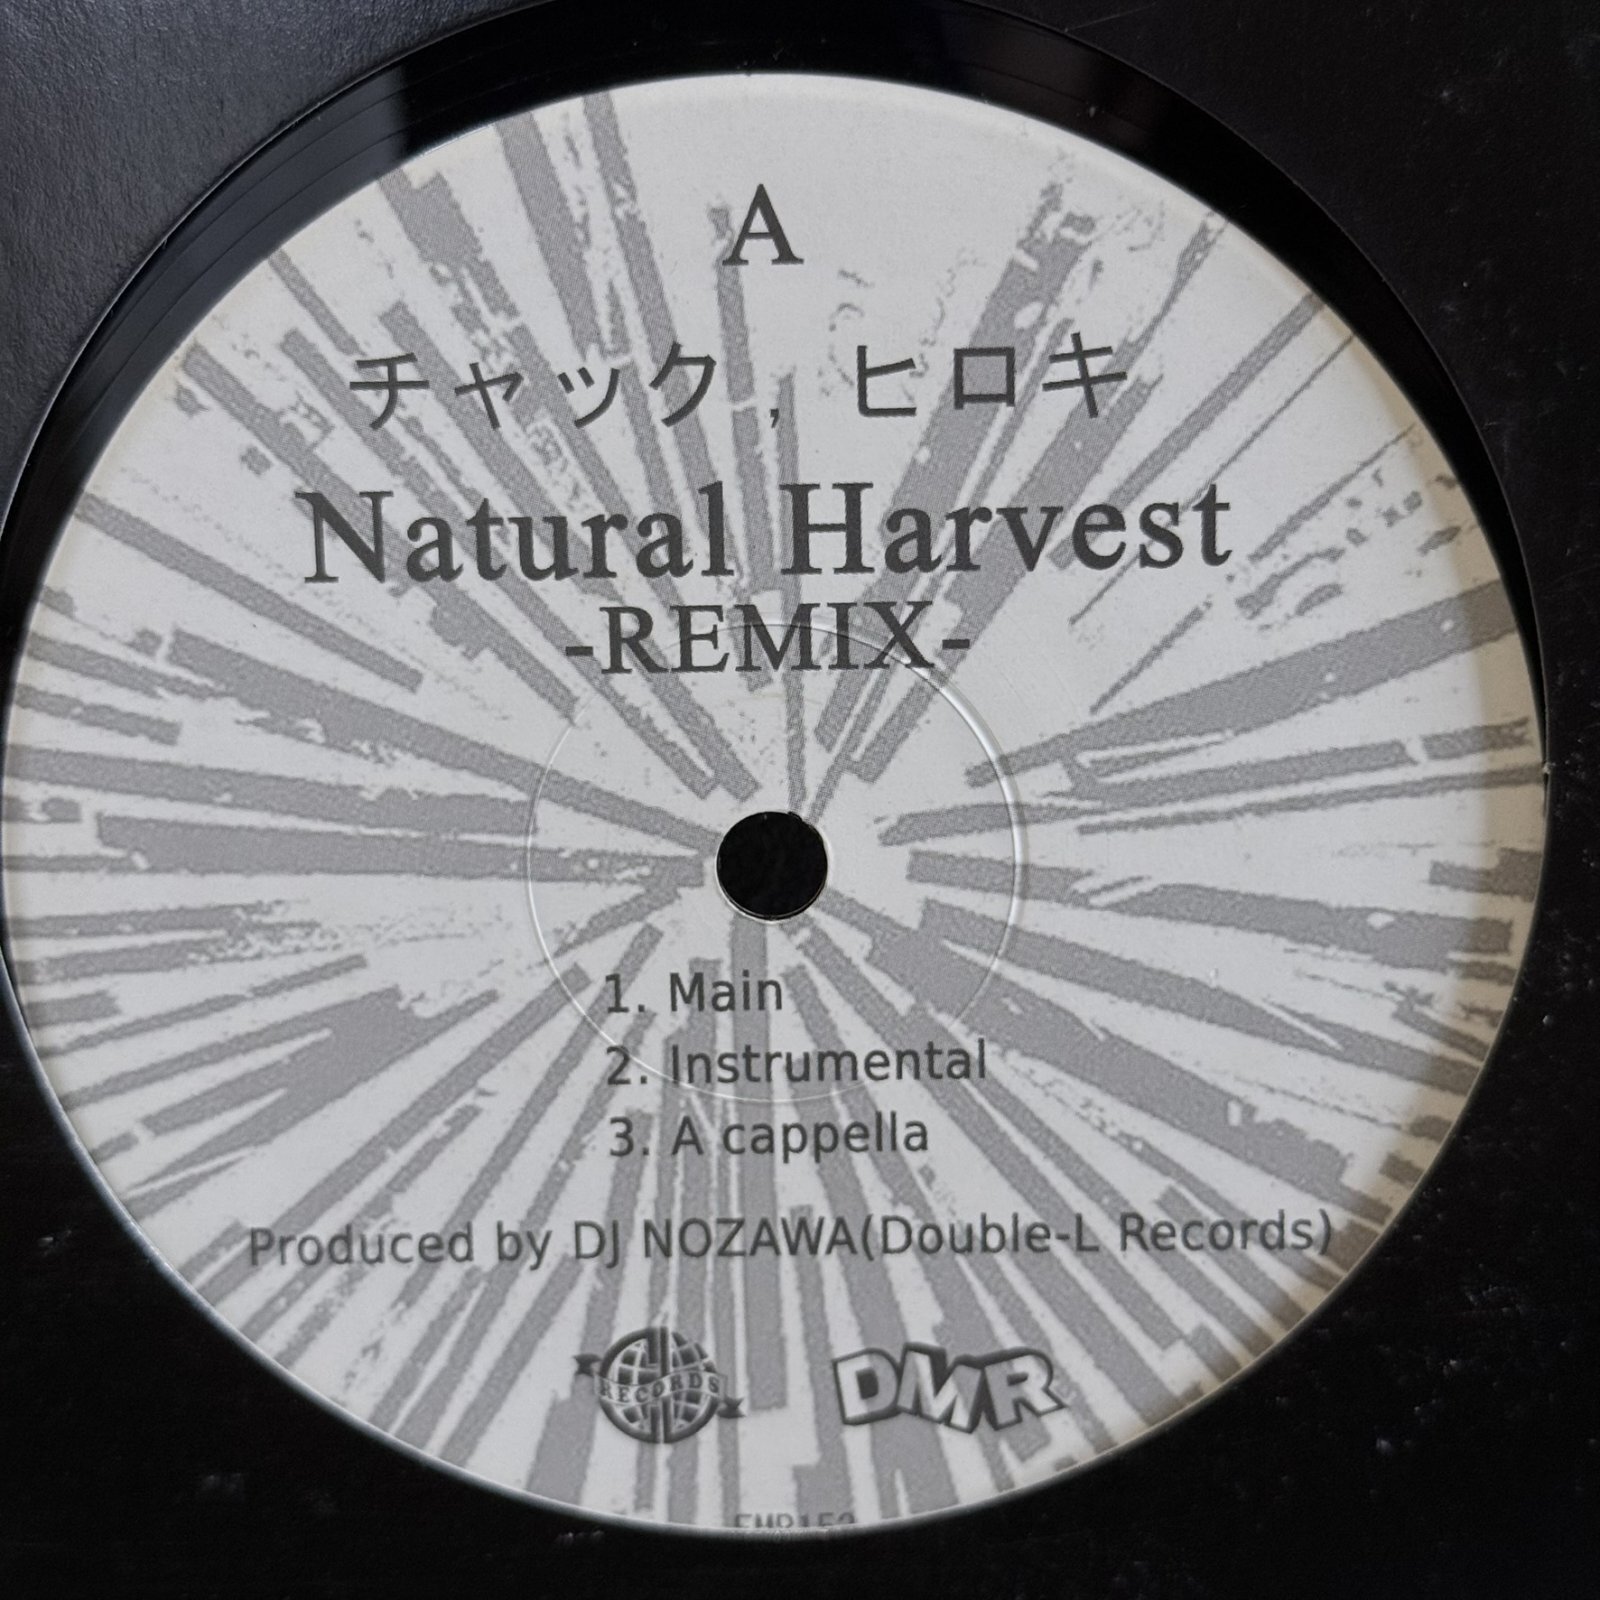 A
チャック, ヒロキ
Natural Harvest
-REMIX-
1. Main
2. Instrumental
3. A cappella
Produced by DJ NOZAWA(Double-L Records)
RECORDS
DMR